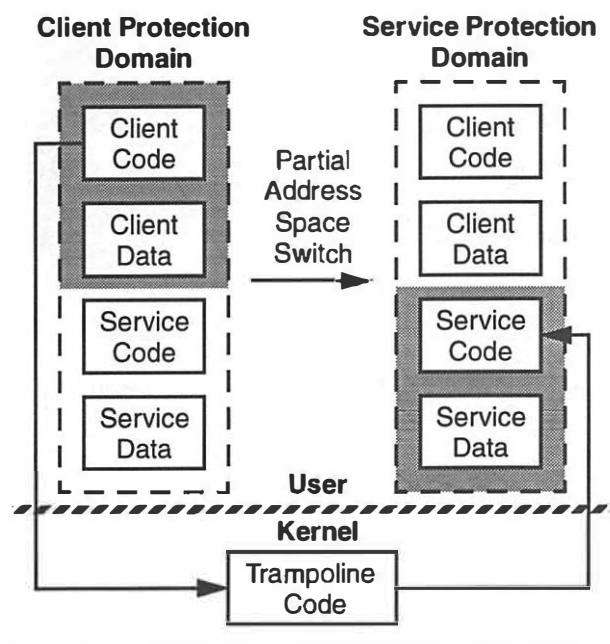 Client Protection
Domain
Service Protection
Domain
Client
Code
Client
Data
Service
Code
Service
Data
Partial
Address
Space
Switch
Client
Code
Client
Data
Service
Code
Service
Data
User
Kernel
Trampoline
Code